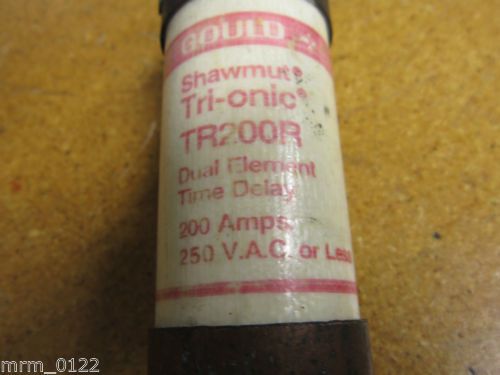 GOULD
Shawmut®
Tri-onic®
TR200R
Dual Element
Time Delay
200 Amps.
250 V.A.C. or Less
mrm_0122